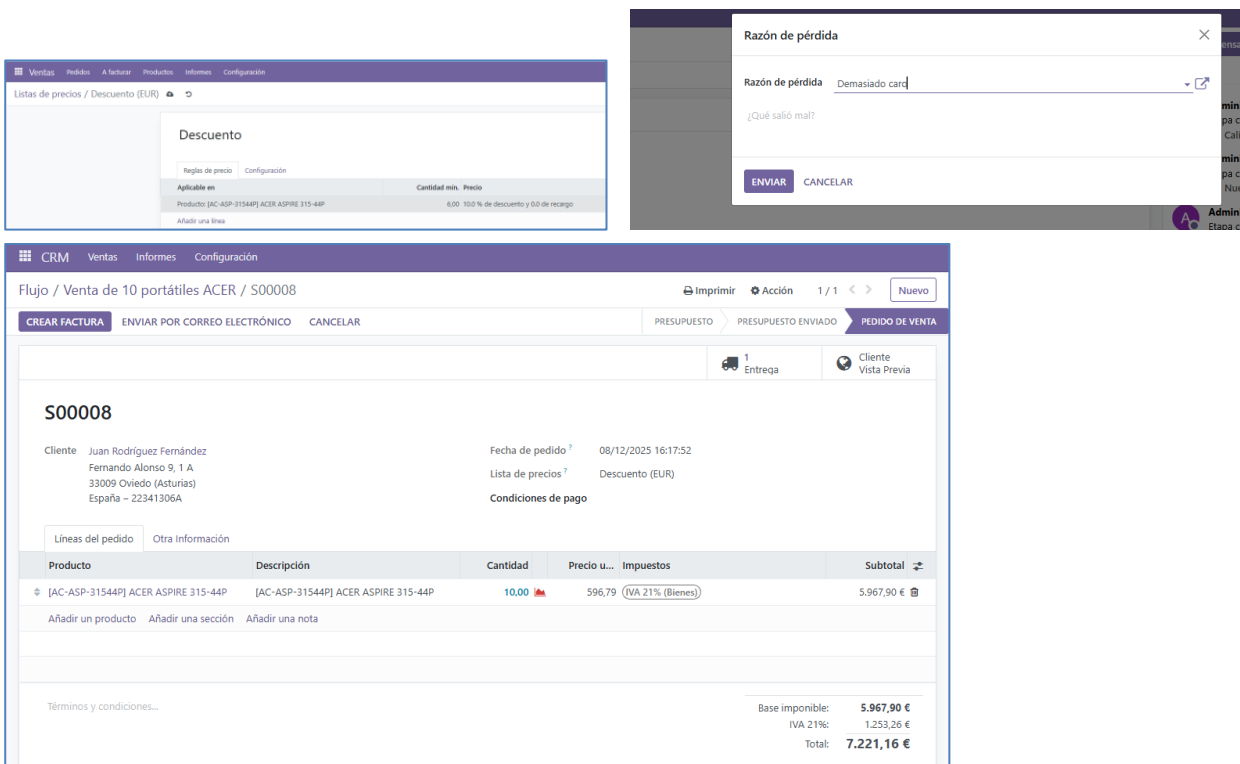 Ventas Pedidos A facturar Productos Informes Configuración
Listas de precios / Descuento (EUR)
Descuento
Reglas de precio Configuración
Aplicable en Cantidad mín. Precio
Producto: [AC-ASP-31544P] ACER ASPIRE 315-44P 6,00 10.0 % de descuento y 0.0 de recargo
Añadir una línea
Razón de pérdida
Razón de pérdida Demasiado caro
¿Qué salió mal?
ENVIAR CANCELAR
Admin
Etapa c
CRM Ventas Informes Configuración
Flujo / Venta de 10 portátiles ACER / S00008 Imprimir Acción 1 / 1 Nuevo
CREAR FACTURA ENVIAR POR CORREO ELECTRÓNICO CANCELAR PRESUPUESTO PRESUPUESTO ENVIADO PEDIDO DE VENTA
1 Entrega
Cliente Vista Previa
S00008
Cliente Juan Rodríguez Fernández
Fernando Alonso 9, 1 A
33009 Oviedo (Asturias)
España – 22341306A
Fecha de pedido ? 08/12/2025 16:17:52
Lista de precios ? Descuento (EUR)
Condiciones de pago
Líneas del pedido Otra Información
Producto Descripción Cantidad Precio u... Impuestos Subtotal
[AC-ASP-31544P] ACER ASPIRE 315-44P [AC-ASP-31544P] ACER ASPIRE 315-44P 10,00 596,79 IVA 21% (Bienes) 5.967,90 €
Añadir un producto Añadir una sección Añadir una nota
Términos y condiciones...
Base imponible: 5.967,90 €
IVA 21%: 1.253,26 €
Total: 7.221,16 €